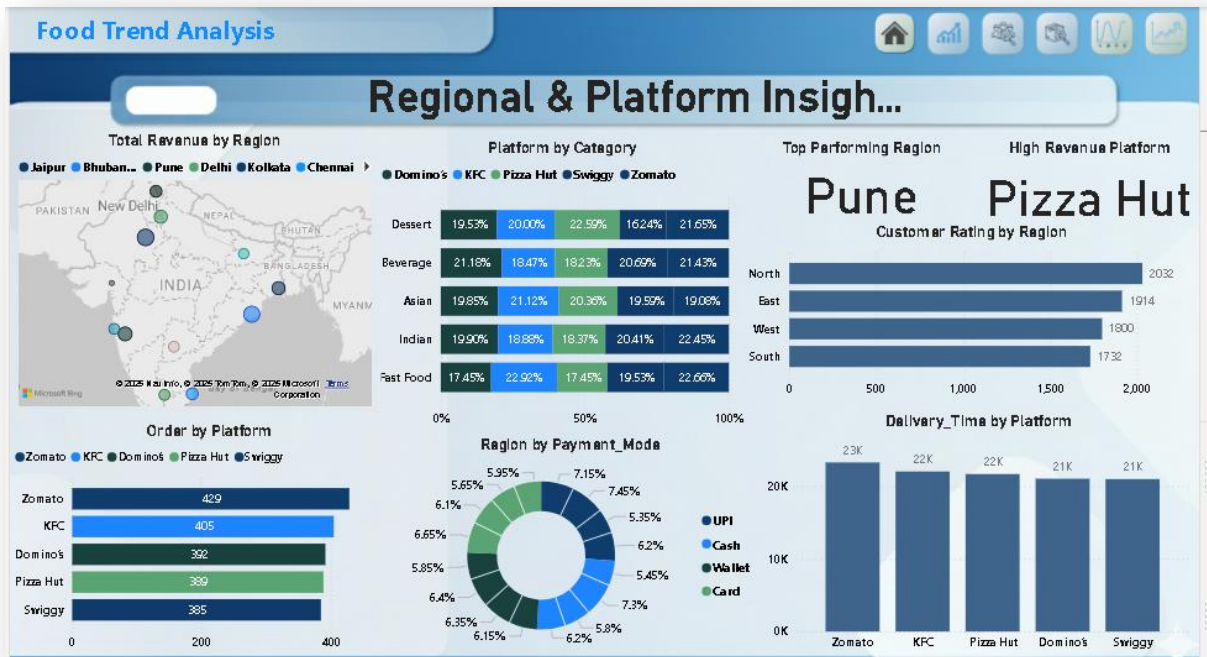 Food Trend Analysis
Regional & Platform Insigh...
Total Revenue by Region
Jaipur Bhuban... Pune Delhi Kolkata Chennai
PAKISTAN
New Delhi
NEPAL
BHUTAN
BANGLADESH
INDIA
MYANM
© 2025 TomTom, © 2025 Microsoft Terms
Corporation
Microsoft Bing
Platform by Category
Domino's KFC Pizza Hut Swiggy Zomato
Dessert 19.53% 20.00% 22.59% 16.24% 21.65%
Beverage 21.18% 18.47% 18.23% 20.69% 21.43%
Asian 19.85% 21.12% 20.36% 19.59% 19.08%
Indian 19.90% 18.88% 18.37% 20.41% 22.45%
Fast Food 17.45% 22.92% 17.45% 19.53% 22.66%
0% 50% 100%
Top Performing Region
Pune
High Revenue Platform
Pizza Hut
Customer Rating by Region
North 2032
East 1914
West 1800
South 1732
0 500 1,000 1,500 2,000
Order by Platform
Zomato KFC Domino's Pizza Hut Swiggy
Zomato 429
KFC 405
Domino's 392
Pizza Hut 389
Swiggy 385
0 200 400
Region by Payment_Mode
7.15%
7.45%
5.35%
6.2%
5.45%
7.3%
5.8%
6.2%
6.15%
6.35%
6.4%
5.85%
6.65%
6.1%
5.65%
5.95%
UPI
Cash
Wallet
Card
Delivery_Time by Platform
23K 22K 22K 21K 21K
20K
10K
0K
Zomato KFC Pizza Hut Domino's Swiggy